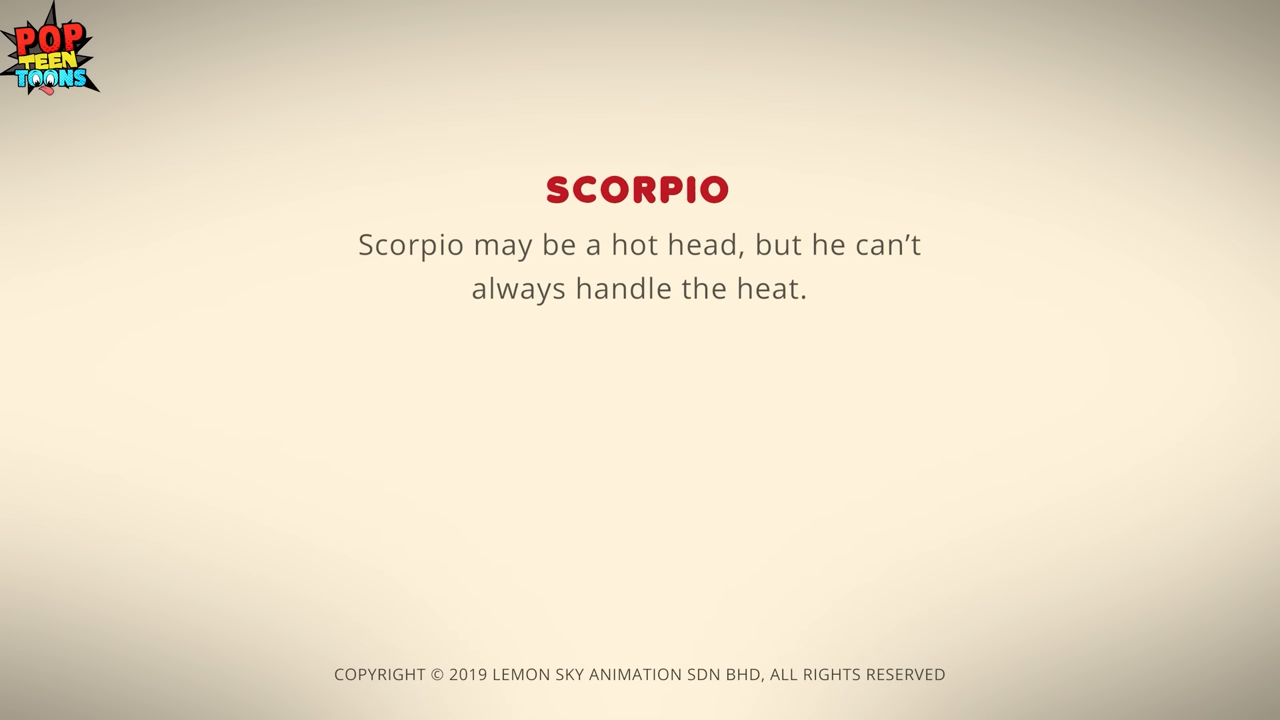 POP
TEEN
TOONS
SCORPIO
Scorpio may be a hot head, but he can’t
always handle the heat.
COPYRIGHT © 2019 LEMON SKY ANIMATION SDN BHD, ALL RIGHTS RESERVED